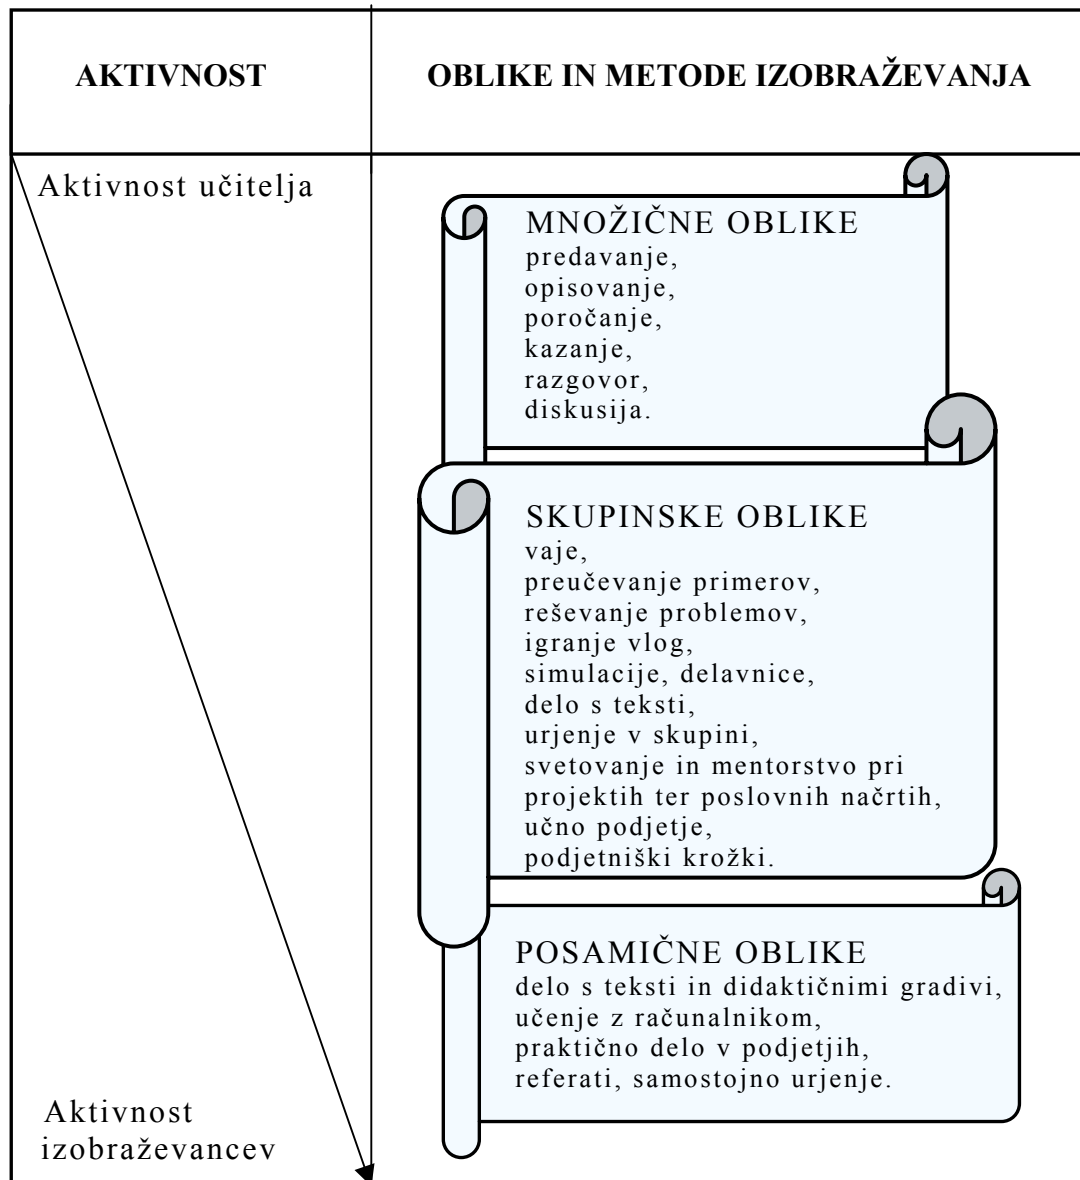 AKTIVNOST
OBLIKE IN METODE IZOBRAŽEVANJA
Aktivnost učitelja
MNOŽIČNE OBLIKE
predavanje,
opisovanje,
poročanje,
kazanje,
razgovor,
diskusija.
SKUPINSKE OBLIKE
vaje,
preučevanje primerov,
reševanje problemov,
igranje vlog,
simulacije, delavnice,
delo s teksti,
urjenje v skupini,
svetovanje in mentorstvo pri
projektih ter poslovnih načrtih,
učno podjetje,
podjetniški krožki.
POSAMIČNE OBLIKE
delo s teksti in didaktičnimi gradivi,
učenje z računalnikom,
praktično delo v podjetjih,
referati, samostojno urjenje.
Aktivnost
izobraževancev